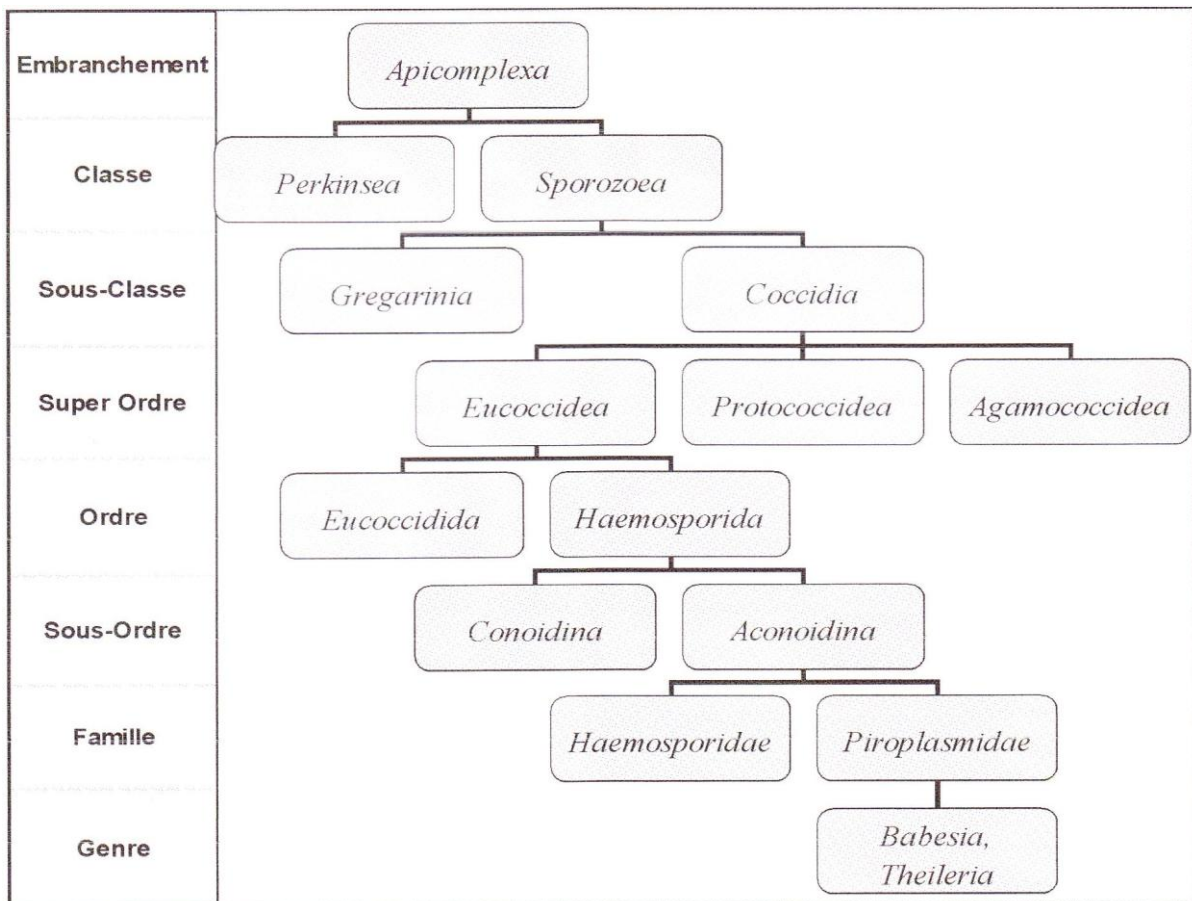 Embranchement
Apicomplexa
Classe
Perkinsea
Sporozoea
Sous-Classe
Gregarinia
Coccidia
Super Ordre
Eucoccidea
Protococcidea
Agamococcidea
Ordre
Eucoccidida
Haemosporida
Sous-Ordre
Conoidina
Aconoidina
Famille
Haemosporidae
Piroplasmidae
Genre
Babesia,
Theileria